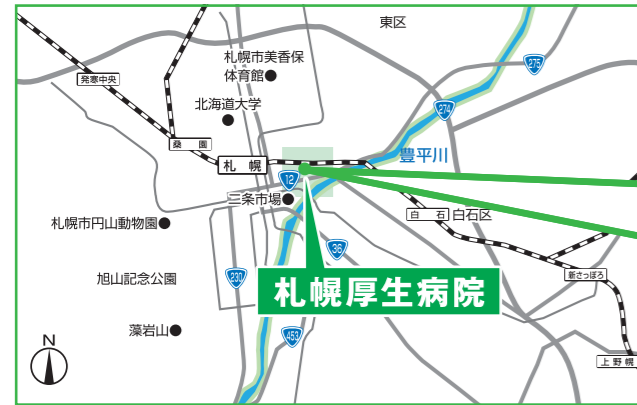 東区
札幌市美香保
体育館
275
発寒中央
北海道大学
274
桑園
札幌
豊平川
12
二条市場
白石
白石区
札幌市円山動物園
36
旭山記念公園
230
新さっぽろ
札幌厚生病院
藻岩山
453
N
上野幌